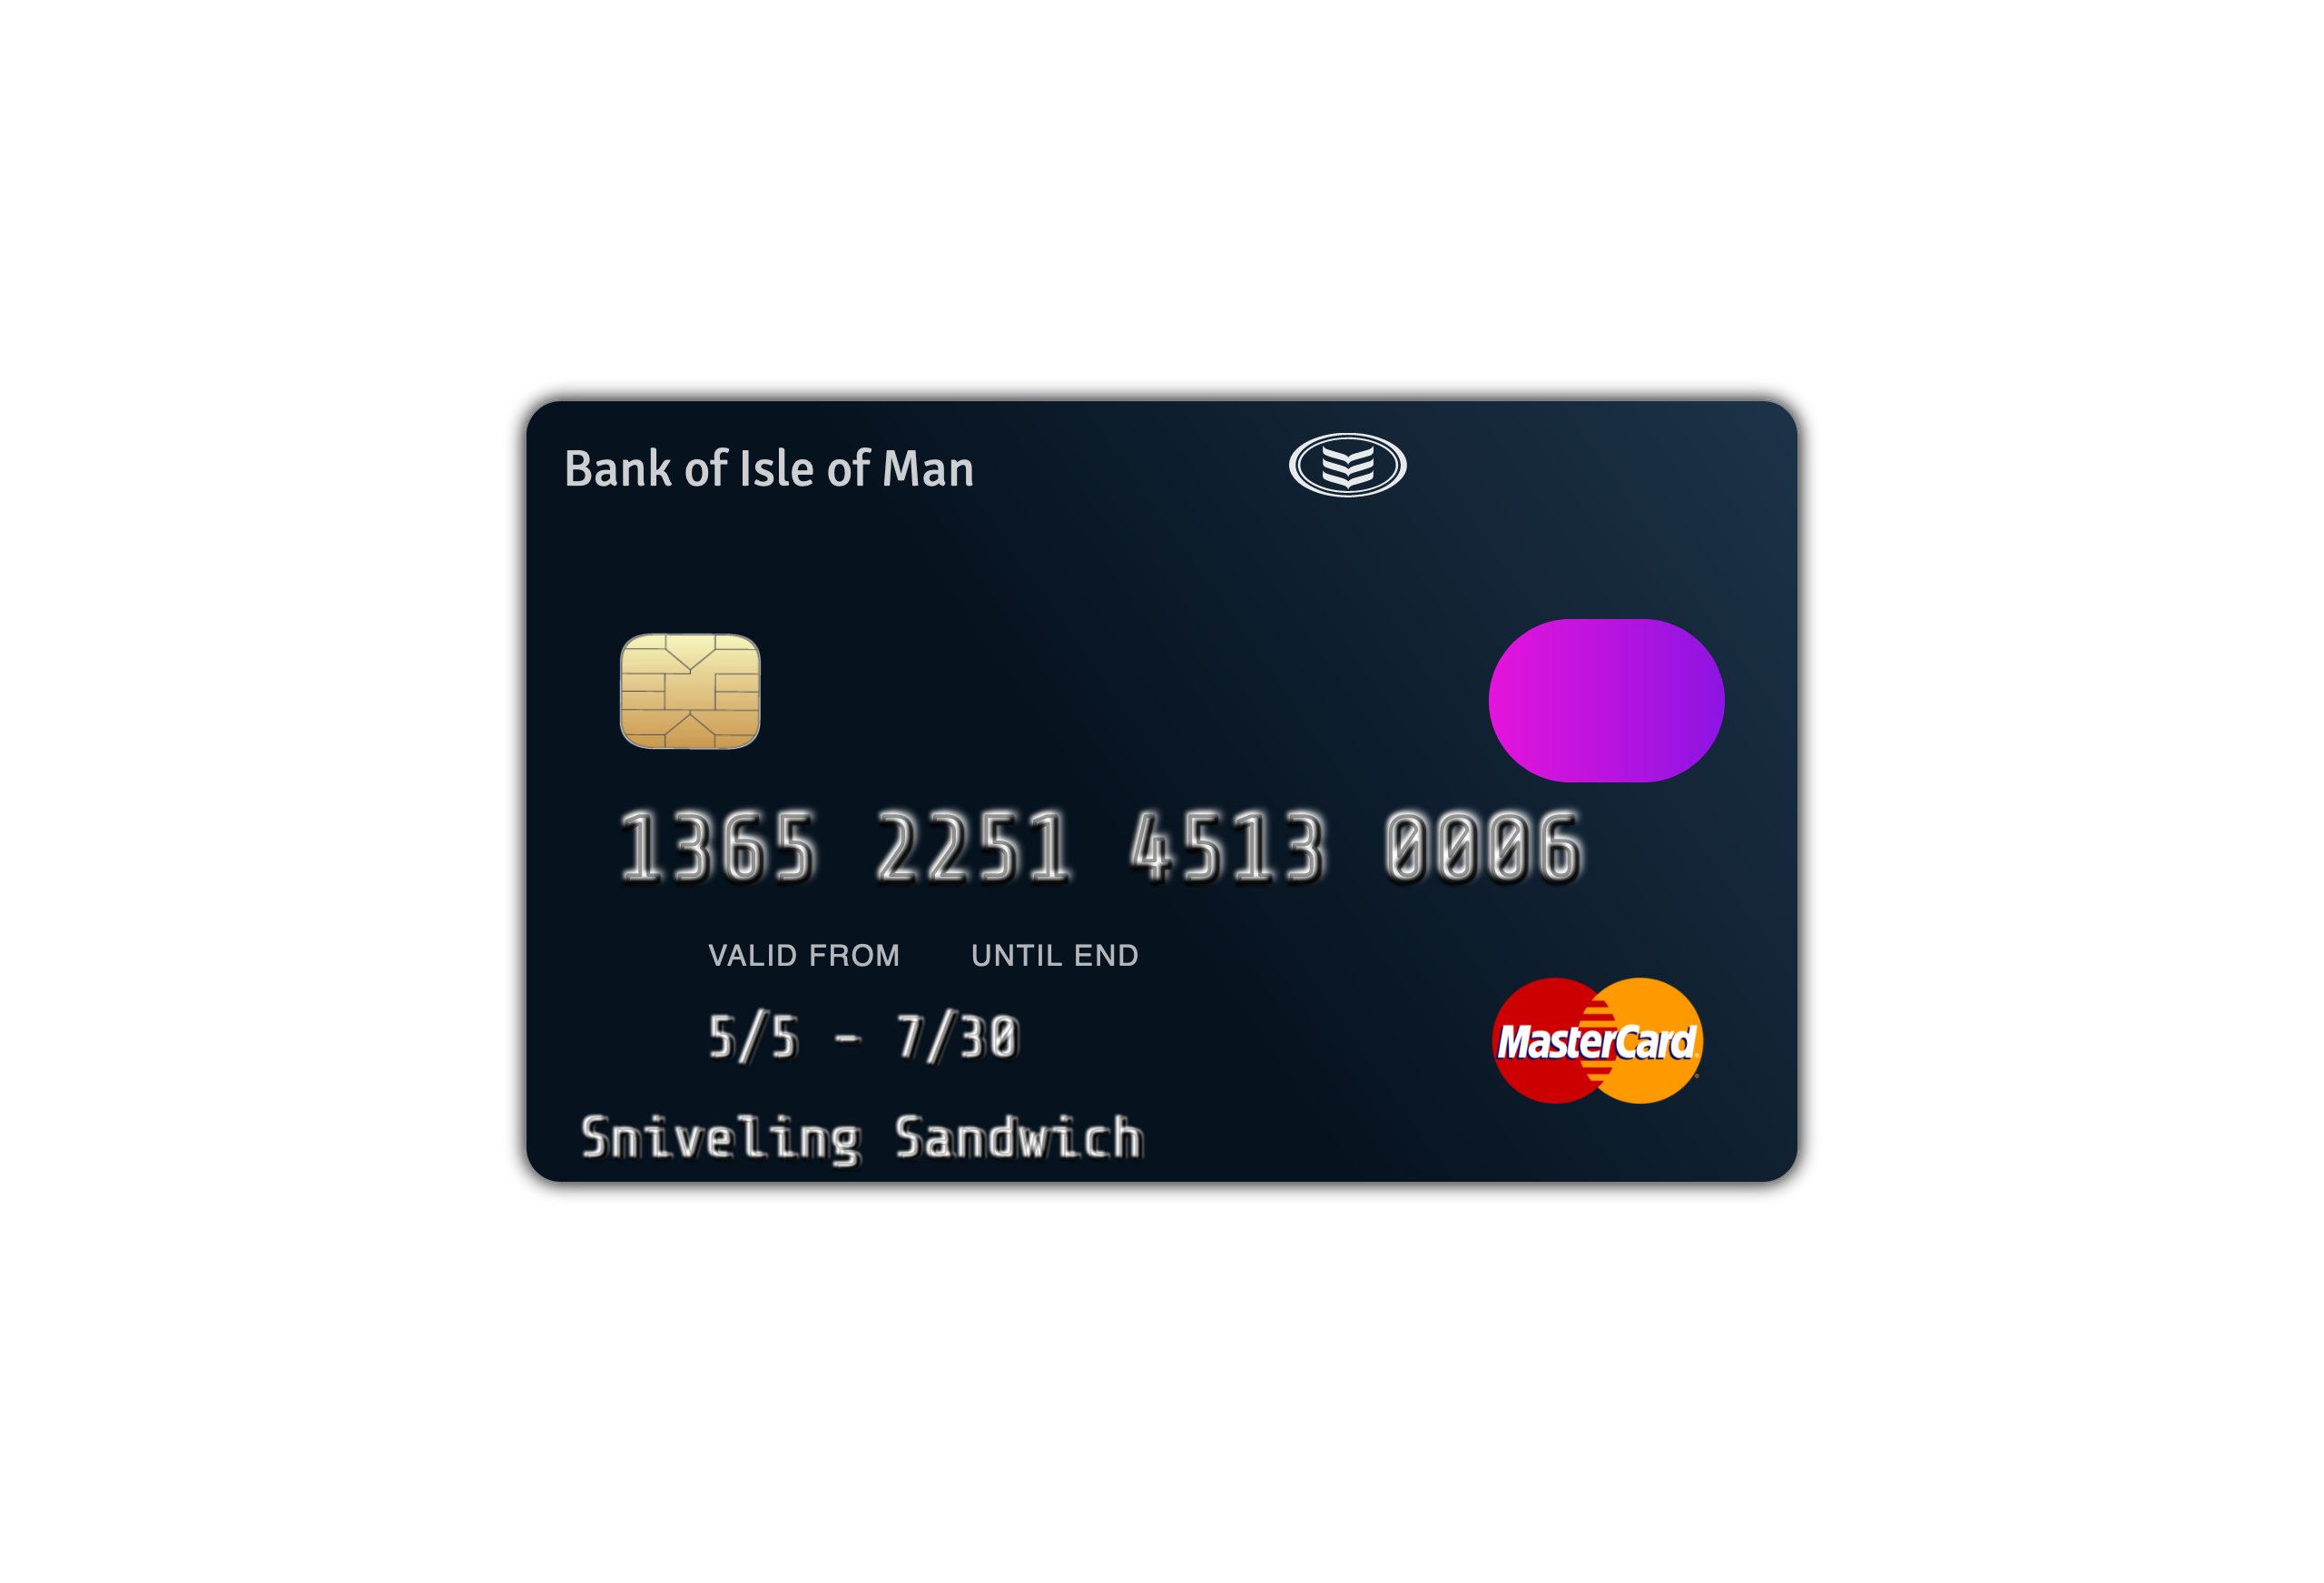 Bank of Isle of Man
1365 2251 4513 0006
VALID FROM UNTIL END
5/5 - 7/30
MasterCard
Sniveling Sandwich